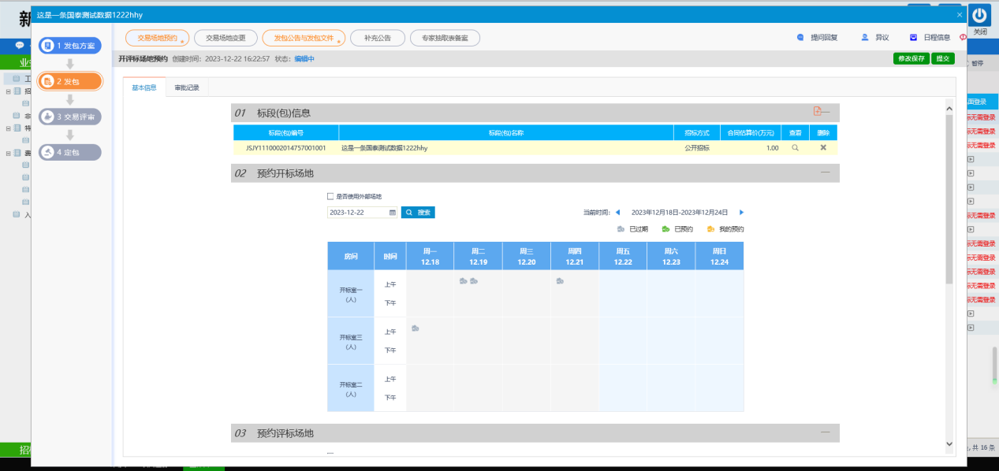 新
这是一条国泰测试数据1222hhy
×
关闭
1 发包方案
2 发包
3 交易评审
4 定包
交易场地预约
交易场地变更
发包公告与发包文件
补充公告
专家抽取表备案
提问回复
异议
日程信息
开评标场地预约 创建时间：2023-12-22 16:22:57 状态：编辑中
修改保存 提交
暂停
基本信息 审批记录
01 标段(包)信息
标段(包)编号 标段(包)名称 招标方式 合同估算价(万元) 查看 删除
JSJY1110002014757001001 这是一条国泰测试数据1222hhy 公开招标 1.00
02 预约开标场地
是否使用外部场地
2023-12-22 搜索
当前时间： 2023年12月18日-2023年12月24日
已过期 已预约 我的预约
房间 时间 周一 12.18 周二 12.19 周三 12.20 周四 12.21 周五 12.22 周六 12.23 周日 12.24
开标室一
(人)
上午
下午
开标室三
(人)
上午
下午
开标室二
(人)
上午
下午
03 预约评标场地
业
工
招
非
特
入
招
面登录
标无需登录
标无需登录
标无需登录
标无需登录
标无需登录
标无需登录
标无需登录
标无需登录
标无需登录
共 16 条